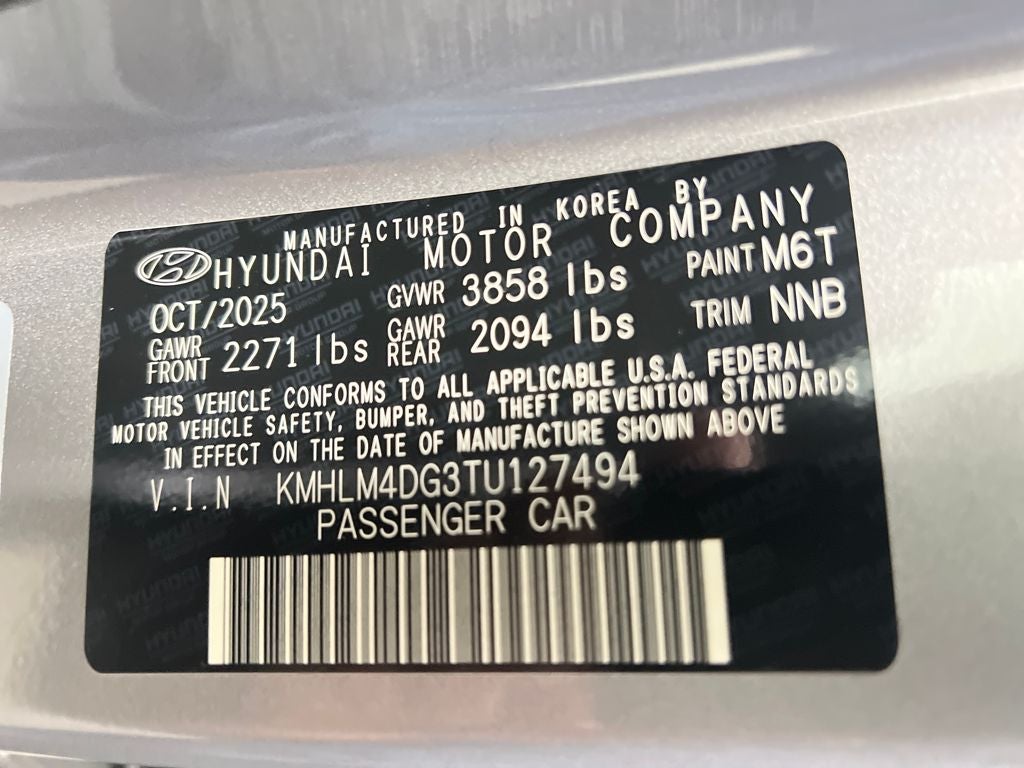 MANUFACTURED IN KOREA BY
HYUNDAI MOTOR COMPANY
OCT/2025 GVWR 3858 lbs PAINT M6T
GAWR FRONT 2271 lbs GAWR REAR 2094 lbs TRIM NNB
THIS VEHICLE CONFORMS TO ALL APPLICABLE U.S.A. FEDERAL
MOTOR VEHICLE SAFETY, BUMPER, AND THEFT PREVENTION STANDARDS
IN EFFECT ON THE DATE OF MANUFACTURE SHOWN ABOVE
V.I.N KMHLM4DG3TU127494
PASSENGER CAR